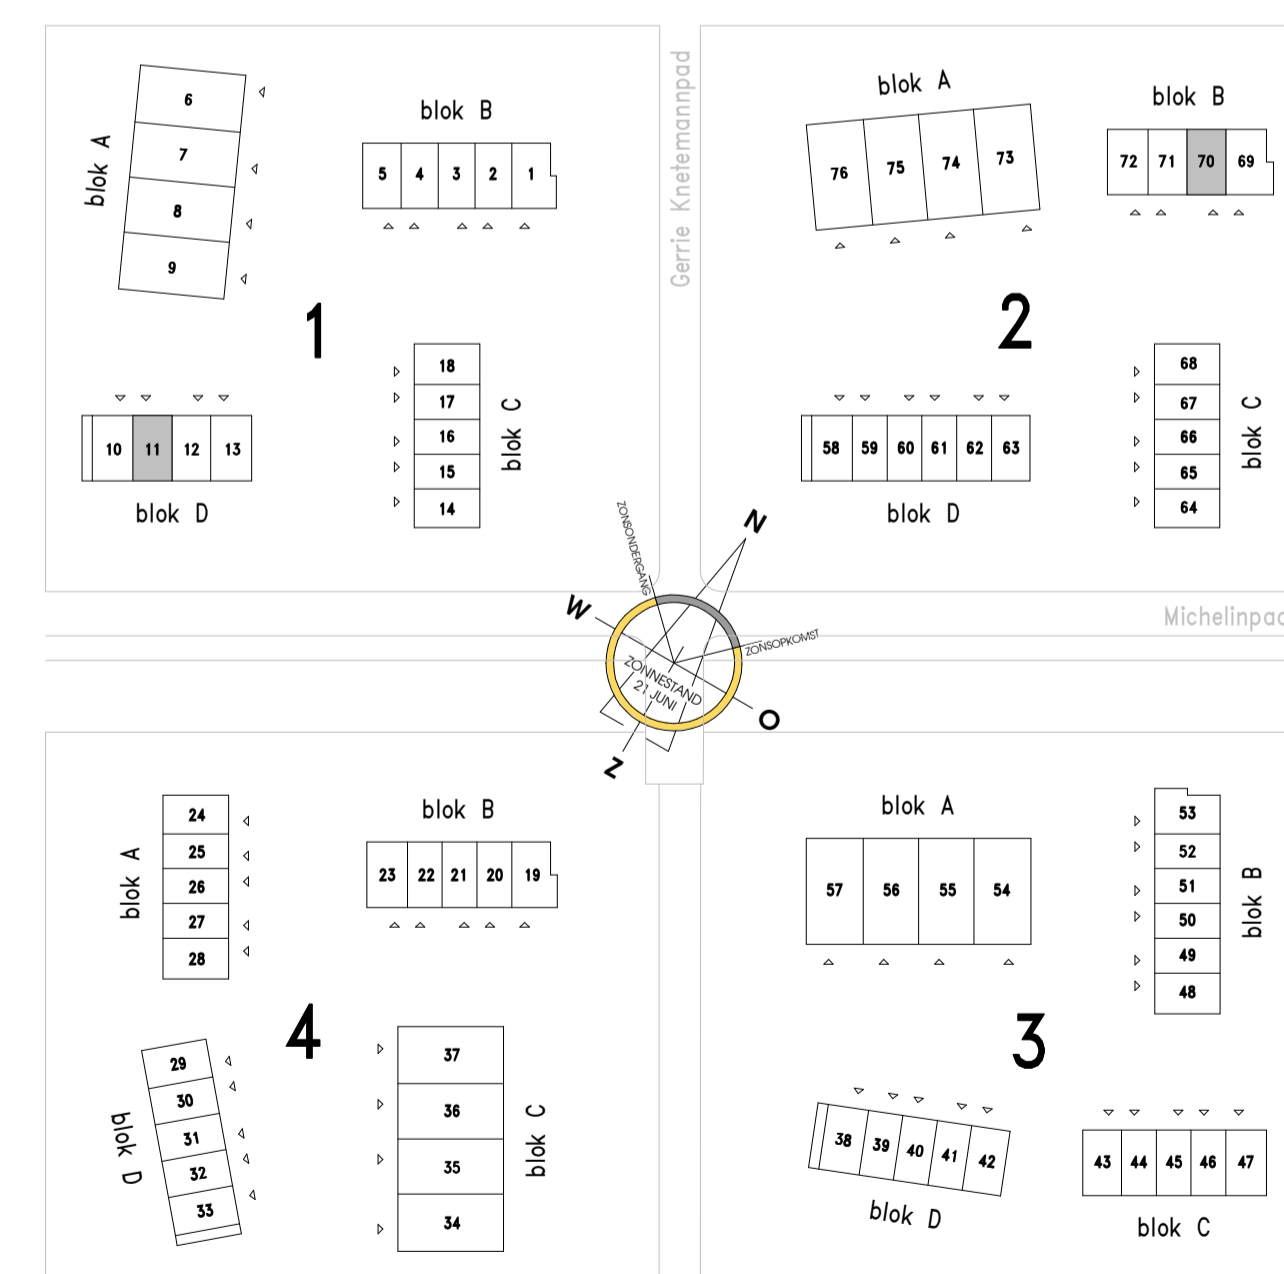 blok A
6
7
8
9
blok B
5 4 3 2 1
1
10 11 12 13
blok D
18
17
16
15
14
blok C
Gerrie Knetemannpad
blok A
76 75 74 73
blok B
72 71 70 69
2
58 59 60 61 62 63
blok D
68
67
66
65
64
blok C
Michelinpad
ZONSONDERGANG
N
W
ZONSOPKOMST
ZONNESTAND
21 JUNI
O
Z
blok A
24
25
26
27
28
blok B
23 22 21 20 19
4
29
30
31
32
33
blok D
37
36
35
34
blok C
blok A
57 56 55 54
53
52
51
50
49
48
blok B
3
38 39 40 41 42
blok D
43 44 45 46 47
blok C